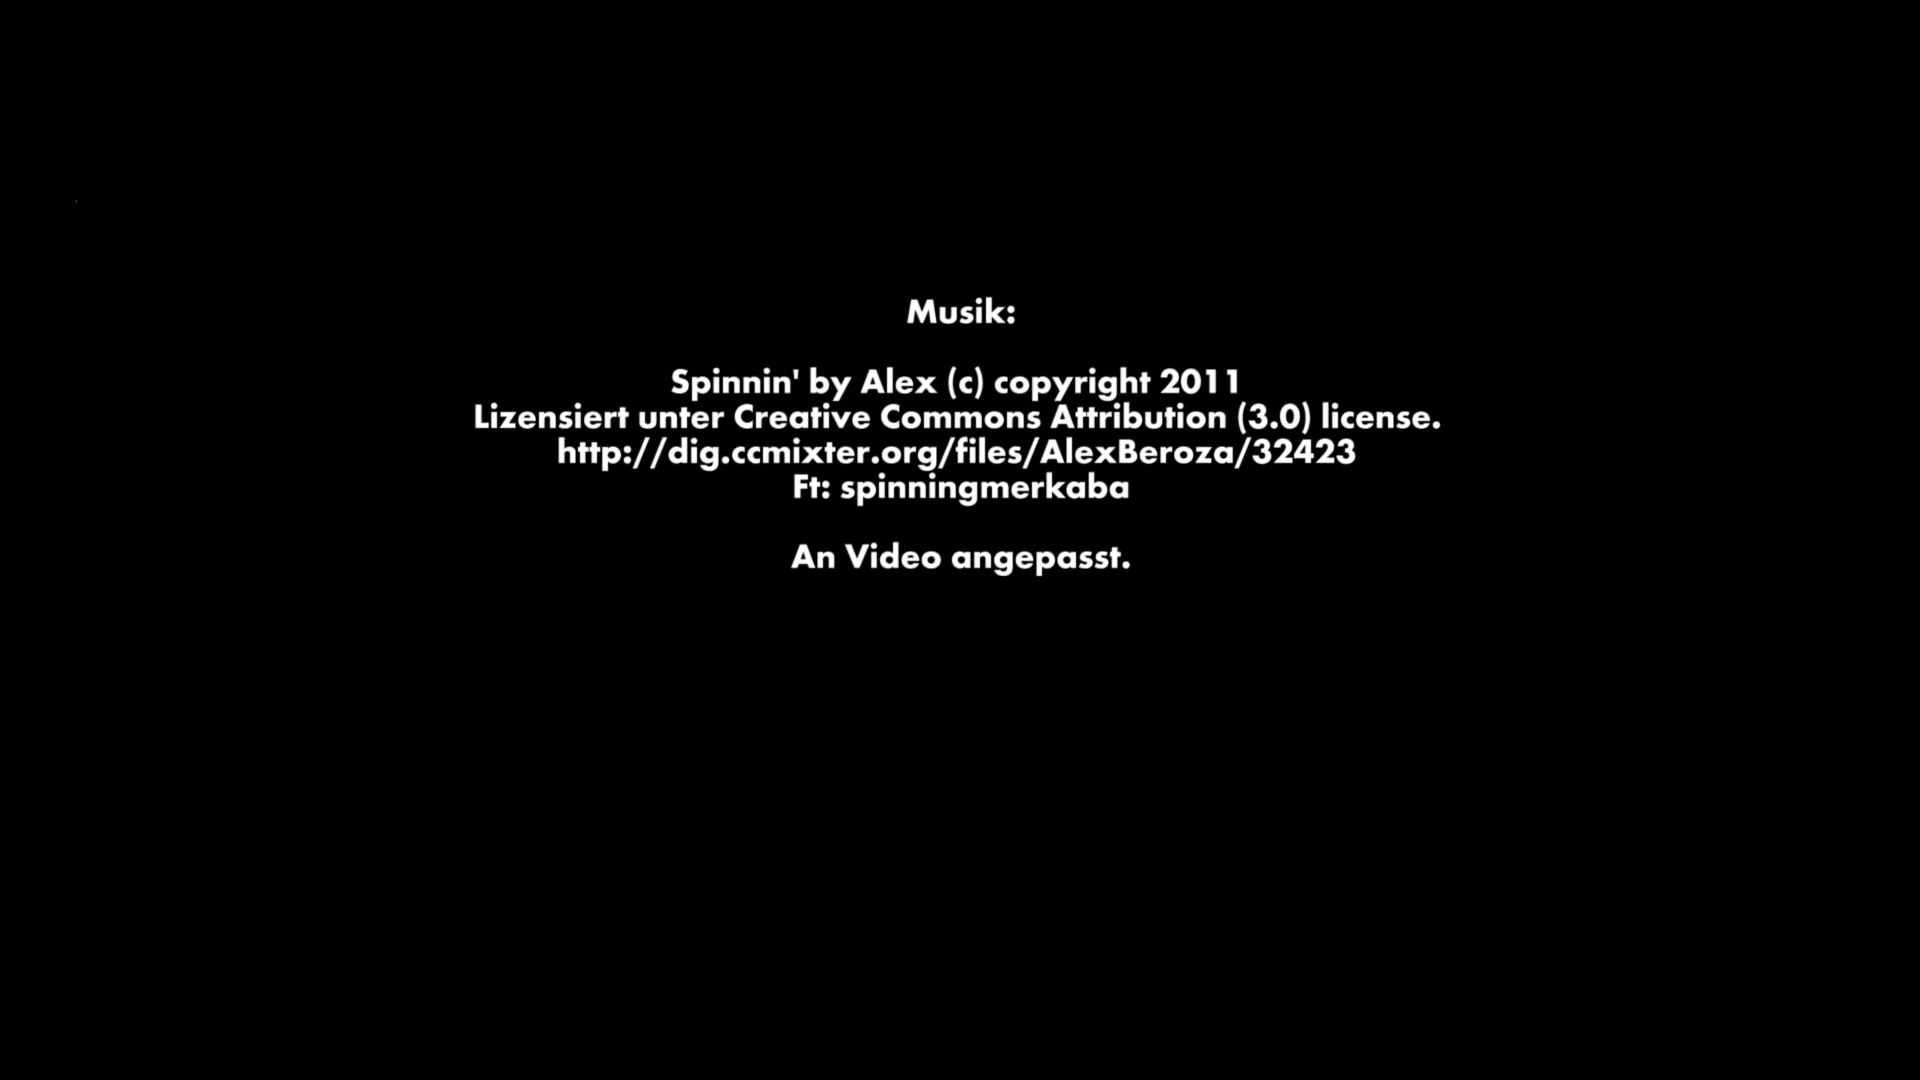 Musik:
Spinnin' by Alex (c) copyright 2011
Lizensiert unter Creative Commons Attribution (3.0) license.
http://dig.ccmixter.org/files/AlexBeroza/32423
Ft: spinningmerkaba
An Video angepasst.